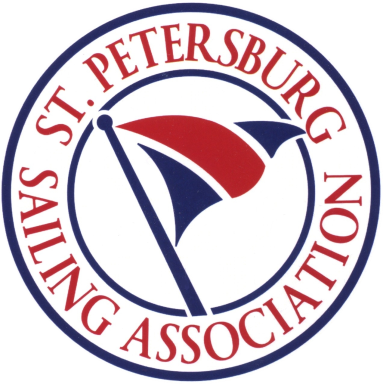 ST. PETERSBURG
SAILING ASSOCIATION